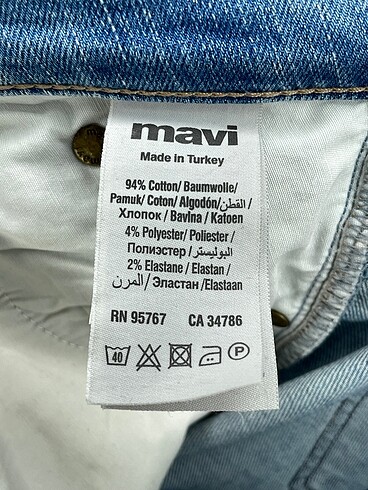 mavi
Made in Turkey
94% Cotton/ Baumwolle/
Pamuk/ Coton/ Algodón/القطن/
Хлопок / Bavlna / Katoen
4% Polyester/ Poliester /
Полиэстер /البوليستر/
2% Elastane / Elastan /
المرن/ Эластан /Elastaan
RN 95767 CA 34786
40 P